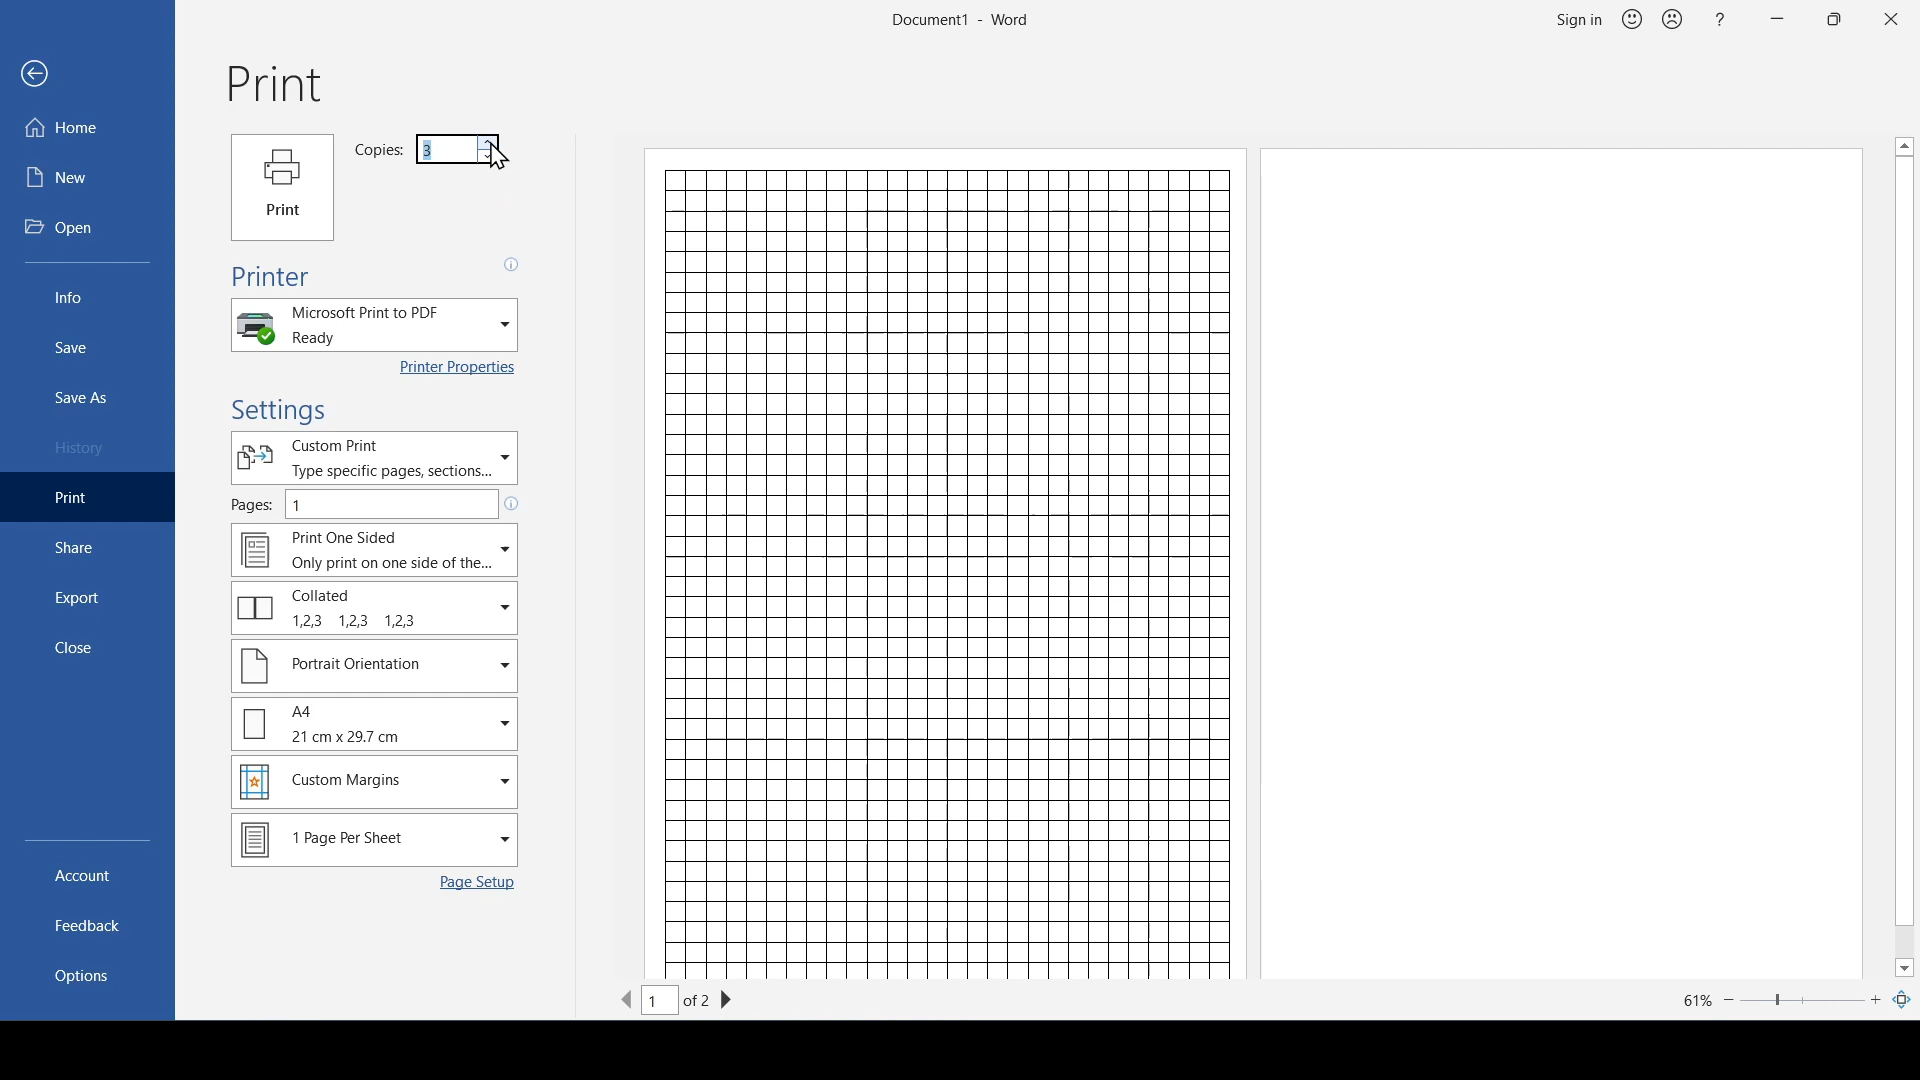 Document1 - Word
Sign in
?
Print
Home
New
Open
Info
Save
Save As
History
Print
Share
Export
Close
Account
Feedback
Options
Print
Copies: 3
Printer
Microsoft Print to PDF
Ready
Printer Properties
Settings
Custom Print
Type specific pages, sections...
Pages: 1
Print One Sided
Only print on one side of the...
Collated
1,2,3 1,2,3 1,2,3
Portrait Orientation
A4
21 cm x 29.7 cm
Custom Margins
1 Page Per Sheet
Page Setup
1 of 2
61%